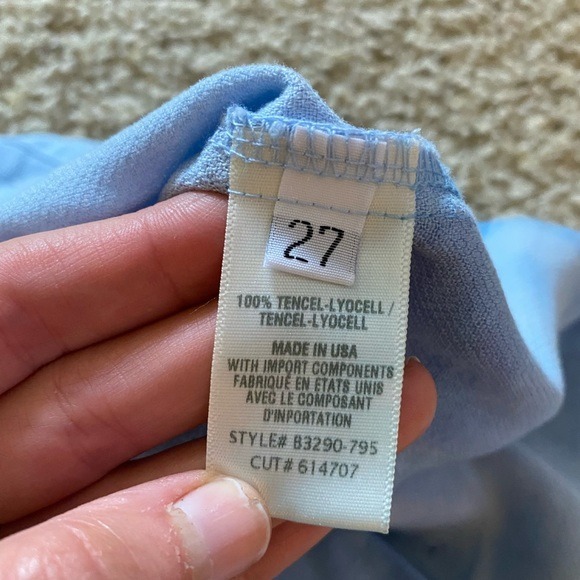 27
100% TENCEL-LYOCELL /
TENCEL-LYOCELL
MADE IN USA
WITH IMPORT COMPONENTS
FABRIQUÉ EN ETATS UNIS
AVEC LE COMPOSANT
D'INPORTATION
STYLE# B3290-795
CUT# 614707